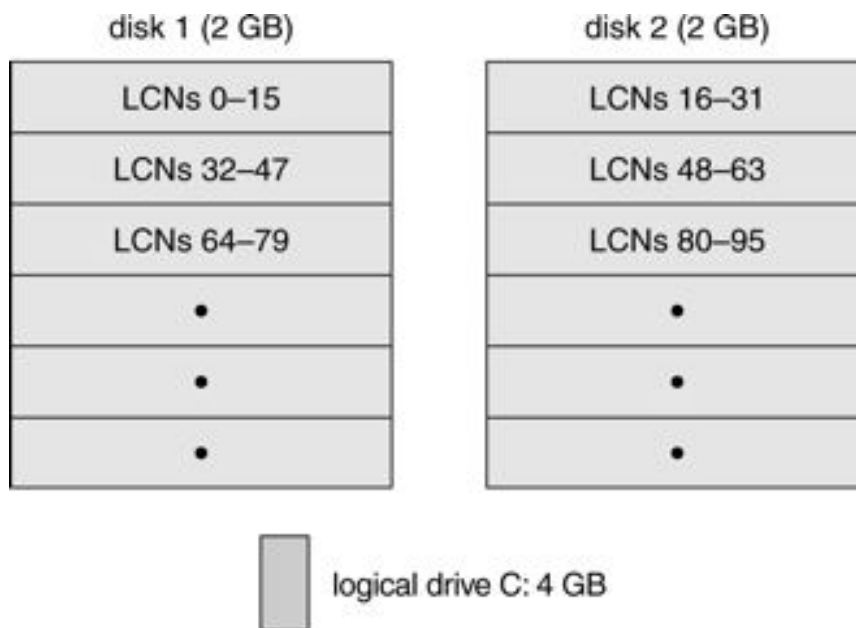 disk 1 (2 GB)
disk 2 (2 GB)
LCNs 0–15
LCNs 16–31
LCNs 32–47
LCNs 48–63
LCNs 64–79
LCNs 80–95
logical drive C: 4 GB